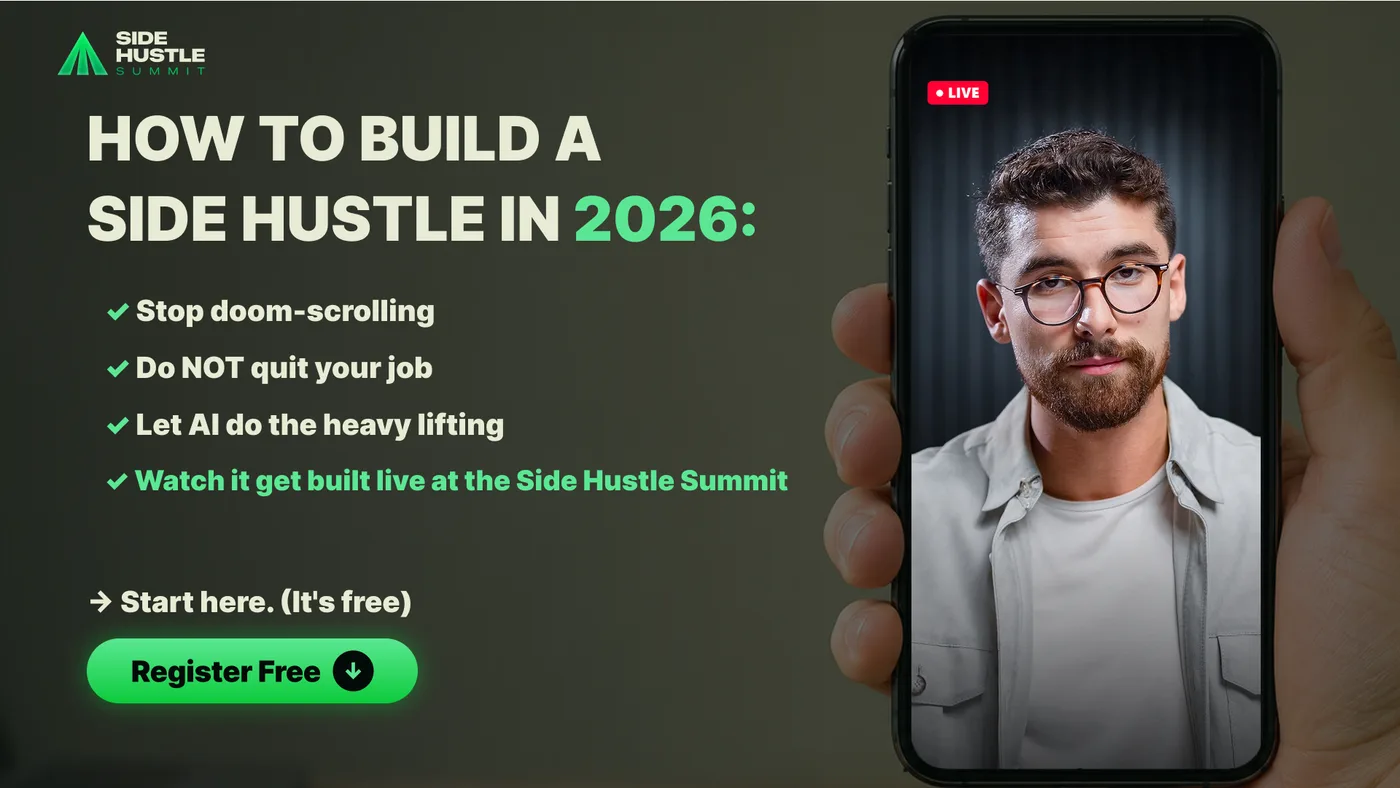 SIDE
HUSTLE
SUMMIT
HOW TO BUILD A
SIDE HUSTLE IN 2026:
Stop doom-scrolling
Do NOT quit your job
Let AI do the heavy lifting
Watch it get built live at the Side Hustle Summit
→ Start here. (It's free)
Register Free
LIVE